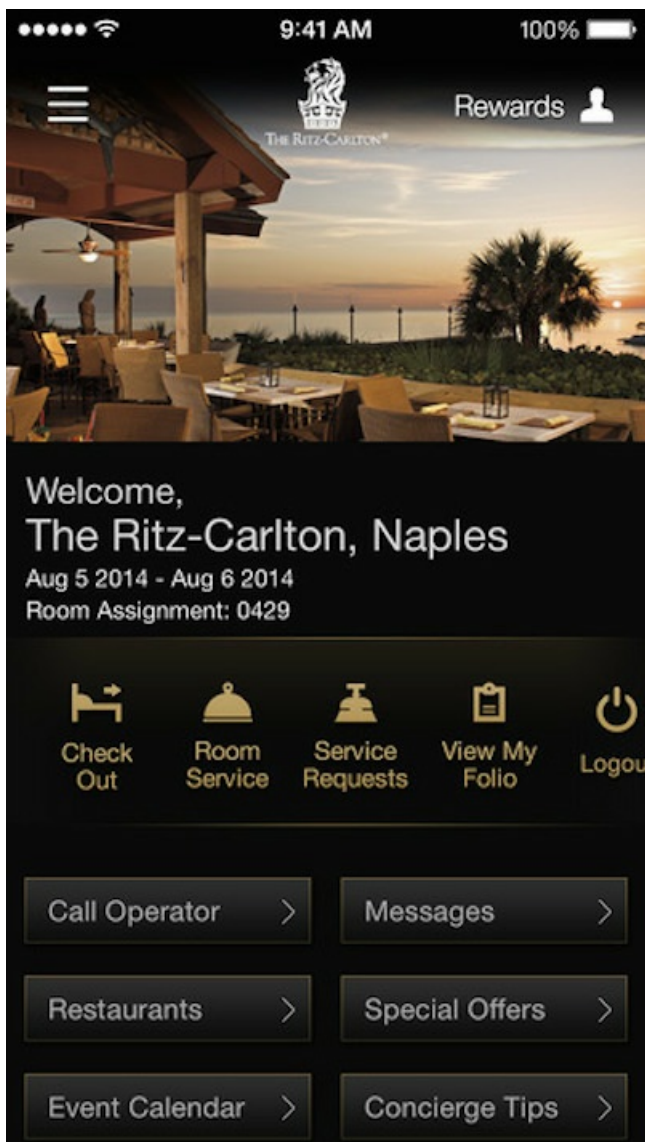 9:41 AM
100%
Rewards
THE RITZ-CARLTON®
Welcome,
The Ritz-Carlton, Naples
Aug 5 2014 - Aug 6 2014
Room Assignment: 0429
Check
Out
Room
Service
Service
Requests
View My
Folio
Logou
Call Operator
Messages
Restaurants
Special Offers
Event Calendar
Concierge Tips